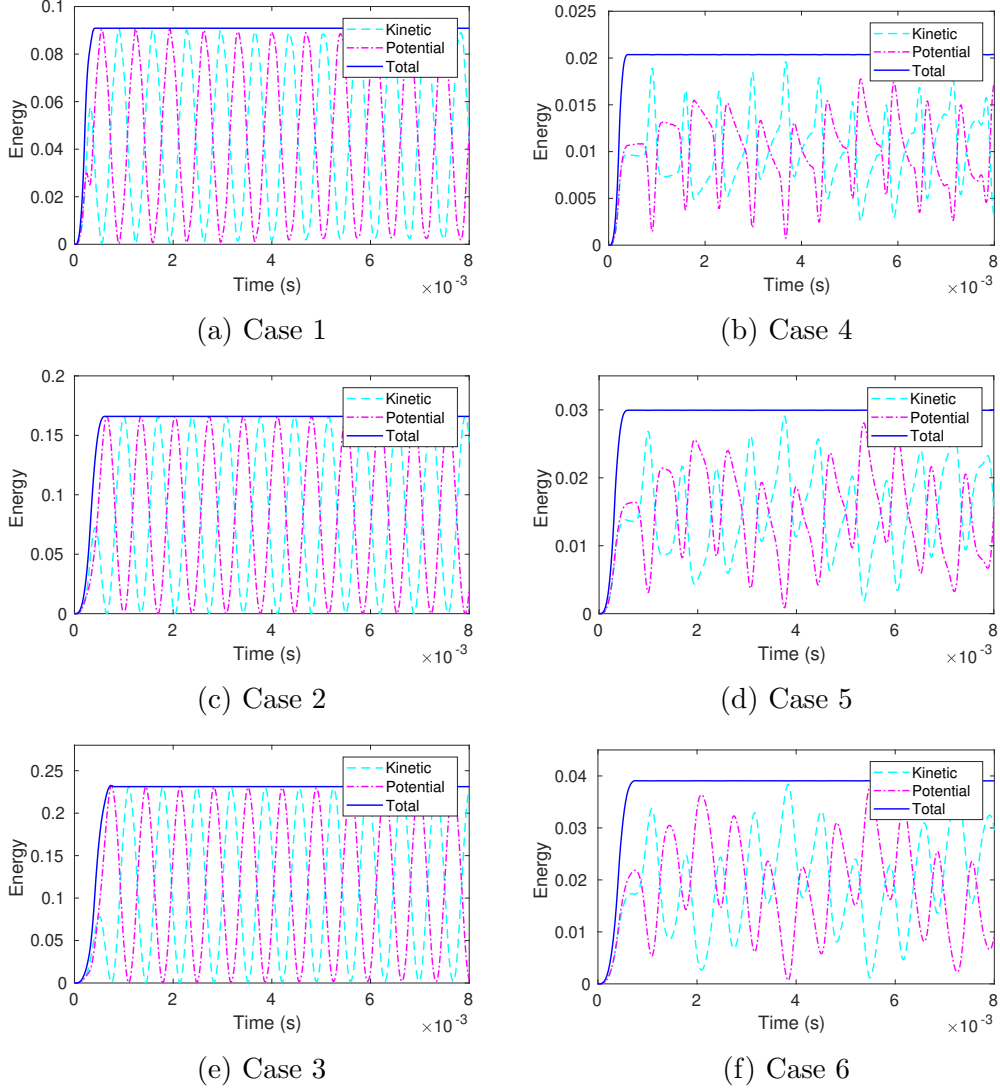 0.1
0.08
0.06
0.04
0.02
0
Energy
Kinetic
Potential
Total
0 2 4 6 8
Time (s)
×10⁻³
(a) Case 1
0.025
0.02
0.015
0.01
0.005
0
Energy
Kinetic
Potential
Total
0 2 4 6 8
Time (s)
×10⁻³
(b) Case 4
0.2
0.15
0.1
0.05
0
Energy
Kinetic
Potential
Total
0 2 4 6 8
Time (s)
×10⁻³
(c) Case 2
0.03
0.02
0.01
0
Energy
Kinetic
Potential
Total
0 2 4 6 8
Time (s)
×10⁻³
(d) Case 5
0.25
0.2
0.15
0.1
0.05
0
Energy
Kinetic
Potential
Total
0 2 4 6 8
Time (s)
×10⁻³
(e) Case 3
0.04
0.03
0.02
0.01
0
Energy
Kinetic
Potential
Total
0 2 4 6 8
Time (s)
×10⁻³
(f) Case 6